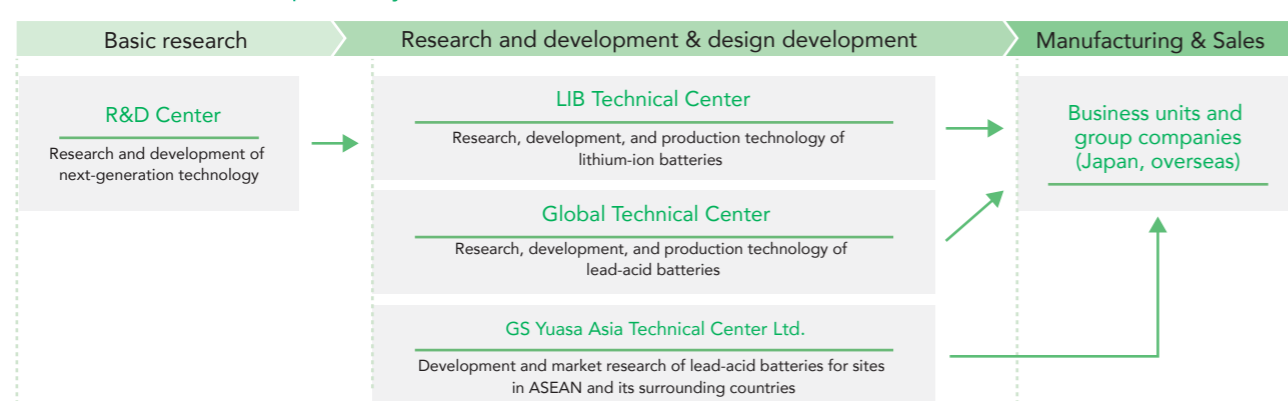 Basic research
Research and development & design development
Manufacturing & Sales
R&D Center
Research and development of
next-generation technology
LIB Technical Center
Research, development, and production technology of
lithium-ion batteries
Global Technical Center
Research, development, and production technology of
lead-acid batteries
GS Yuasa Asia Technical Center Ltd.
Development and market research of lead-acid batteries for sites
in ASEAN and its surrounding countries
Business units and
group companies
(Japan, overseas)